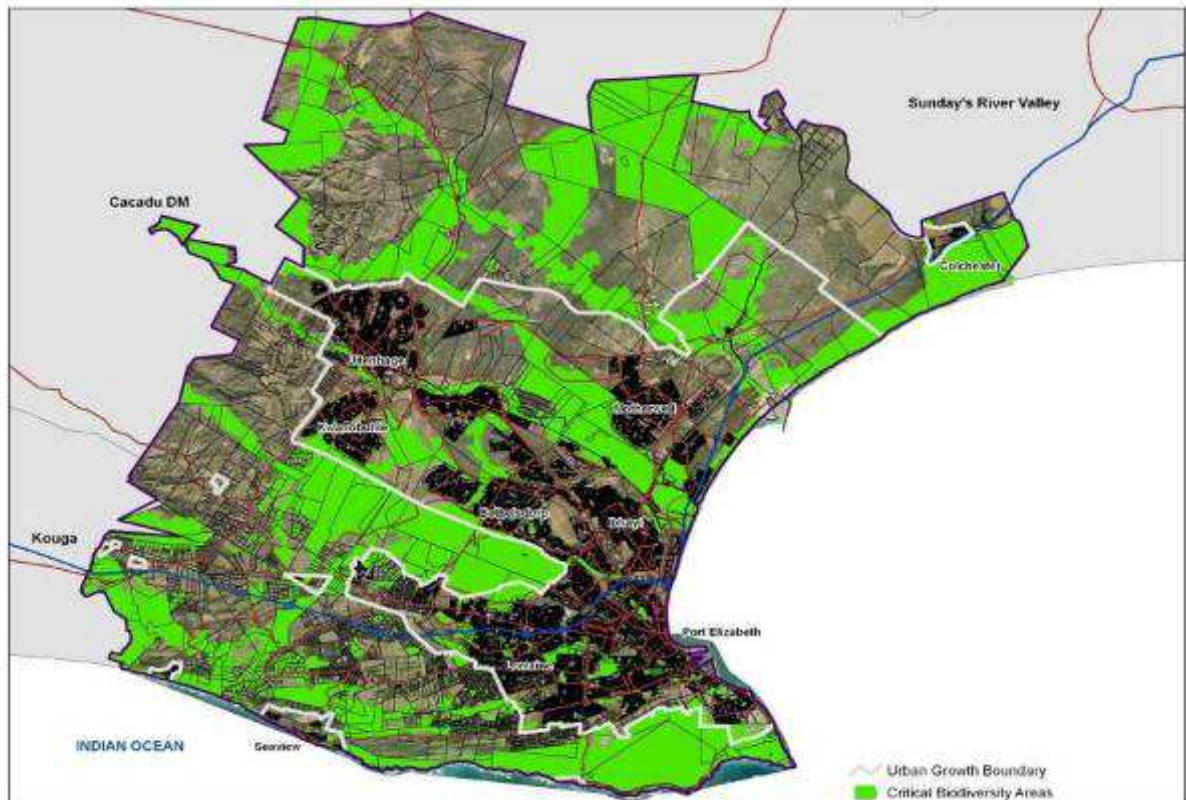 Sunday's River Valley
Cacadu DM
Colchester
Uitenhage
Kwanobuhle
Motherwell
Bethelsdorp
Ibhayi
Kouga
Port Elizabeth
Lorraine
INDIAN OCEAN
Seaview
Urban Growth Boundary
Critical Biodiversity Areas